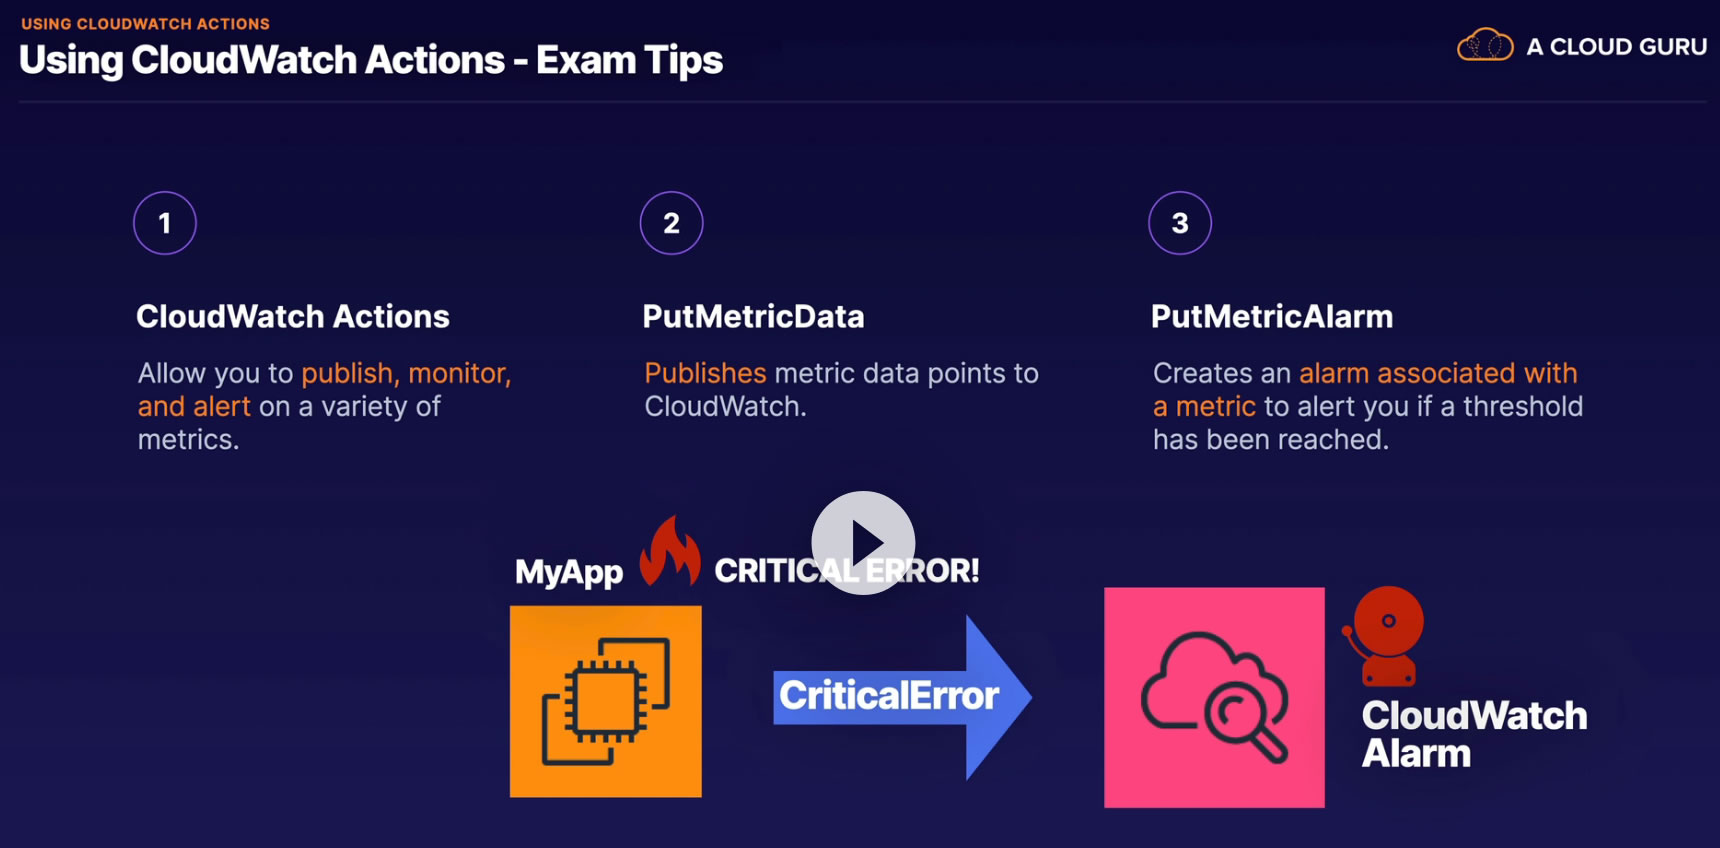 USING CLOUDWATCH ACTIONS
Using CloudWatch Actions - Exam Tips
A CLOUD GURU
1
CloudWatch Actions
Allow you to publish, monitor,
and alert on a variety of
metrics.
2
PutMetricData
Publishes metric data points to
CloudWatch.
3
PutMetricAlarm
Creates an alarm associated with
a metric to alert you if a threshold
has been reached.
MyApp
CRITICAL ERROR!
CriticalError
CloudWatch
Alarm